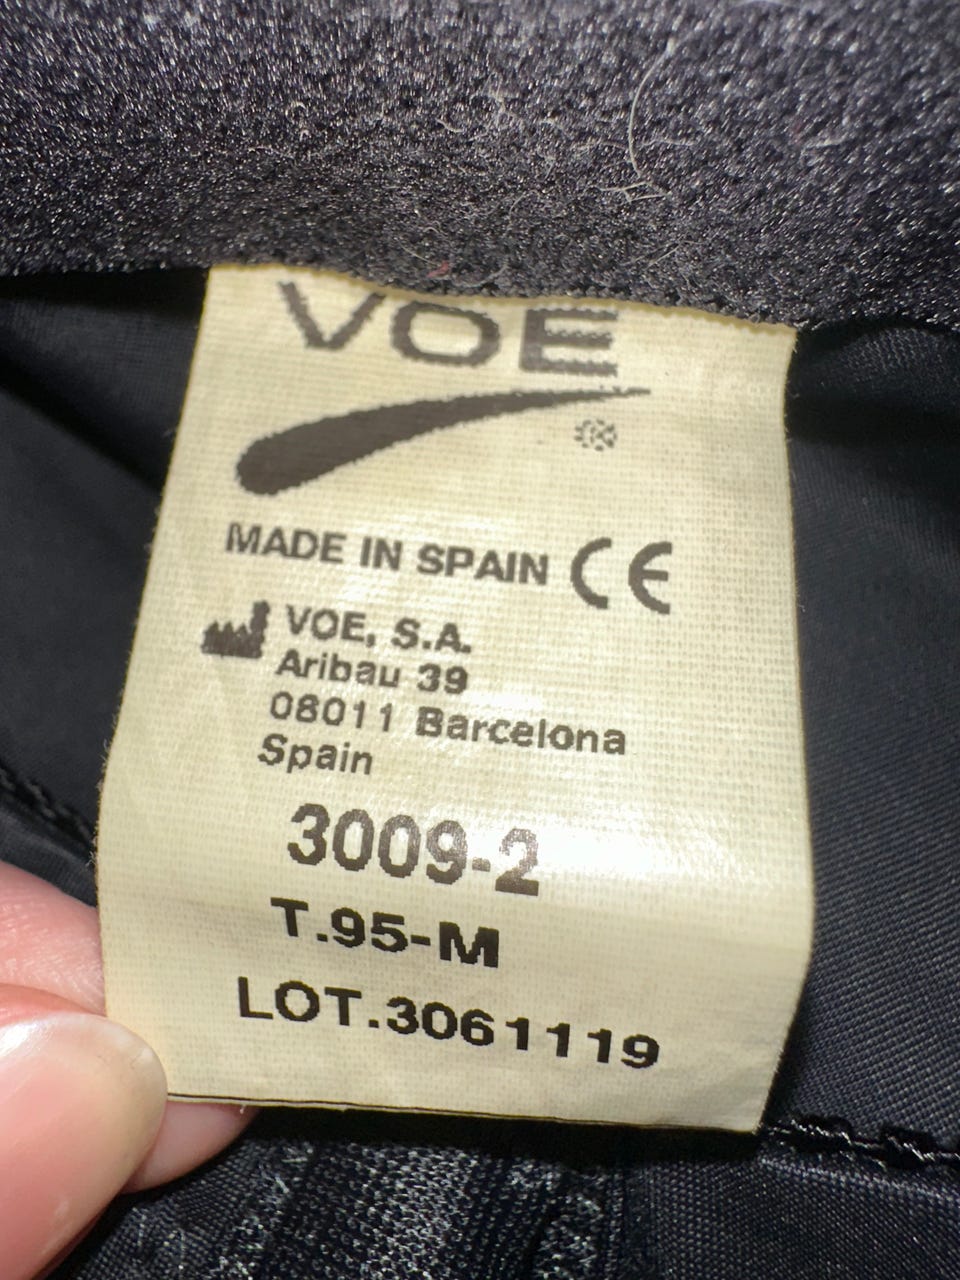 VOE
®
MADE IN SPAIN CE
VOE, S.A.
Aribau 39
08011 Barcelona
Spain
3009-2
T.95-M
LOT.3061119